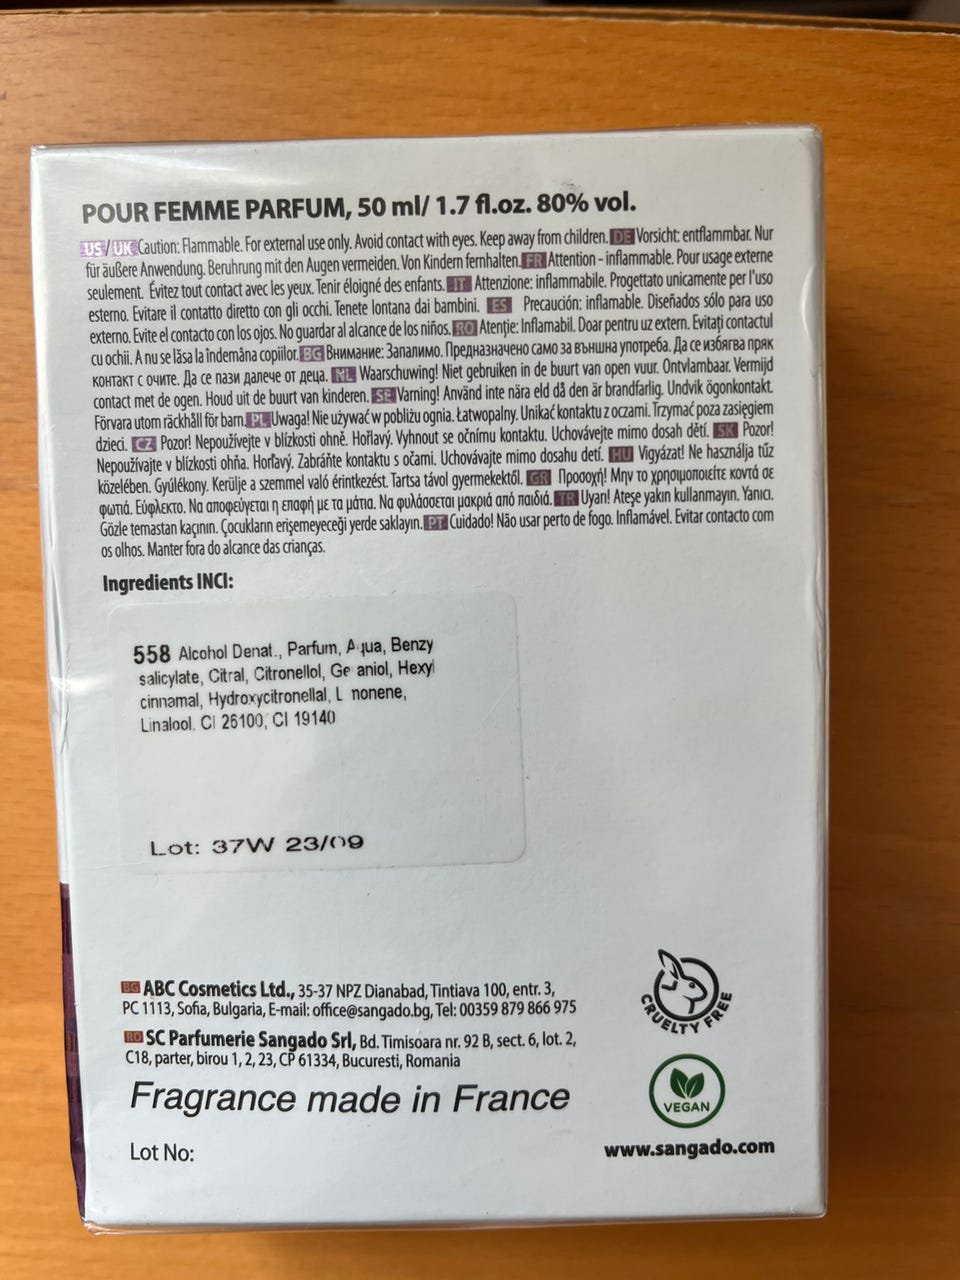 POUR FEMME PARFUM, 50 ml/ 1.7 fl.oz. 80% vol.
US/UK Caution: Flammable. For external use only. Avoid contact with eyes. Keep away from children. DE Vorsicht: entflammbar. Nur
für äußere Anwendung. Beruhrung mit den Augen vermeiden. Von Kindern fernhalten. FR Attention - inflammable. Pour usage externe
seulement. Évitez tout contact avec les yeux. Tenir éloigné des enfants. IT Attenzione: inflammabile. Progettato unicamente per l'uso
esterno. Evitare il contatto diretto con gli occhi. Tenete lontana dai bambini. ES Precaución: inflamable. Diseñados sólo para uso
externo. Evite el contacto con los ojos. No guardar al alcance de los niños. RO Atenție: Inflamabil. Doar pentru uz extern. Evitați contactul
cu ochii. A nu se lăsa la îndemâna copiilor. BG Внимание: Запалимо. Предназначено само за външна употреба. Да се избягва пряк
контакт с очите. Да се пази далече от деца. NL Waarschuwing! Niet gebruiken in de buurt van open vuur. Ontvlambaar. Vermijd
contact met de ogen. Houd uit de buurt van kinderen. SE Varning! Använd inte nära eld då den är brandfarlig. Undvik ögonkontakt.
Förvara utom räckhåll för barn. PL Uwaga! Nie używać w pobliżu ognia. Łatwopalny. Unikać kontaktu z oczami. Trzymać poza zasięgiem
dzieci. CZ Pozor! Nepoužívejte v blízkosti ohně. Hořlavý. Vyhnout se očnímu kontaktu. Uchovávejte mimo dosah dětí. SK Pozor!
Nepoužívajte v blízkosti ohňa. Horľavý. Zabráňte kontaktu s očami. Uchovávajte mimo dosahu detí. HU Vigyázat! Ne használja tűz
közelében. Gyúlékony. Kerülje a szemmel való érintkezést. Tartsa távol gyermekektől. GR Προσοχή! Μην το χρησιμοποιείτε κοντά σε
φωτιά. Εύφλεκτο. Να αποφεύγεται η επαφή με τα μάτια. Να φυλάσσεται μακριά από παιδιά. TR Uyarı! Ateşe yakın kullanmayın. Yanıcı.
Gözle temastan kaçının. Çocukların erişemeyeceği yerde saklayın. PT Cuidado! Não usar perto de fogo. Inflamável. Evitar contacto com
os olhos. Manter fora do alcance das crianças.
Ingredients INCI:
558 Alcohol Denat., Parfum, Aqua, Benzy
salicylate, Citral, Citronellol, Geraniol, Hexyl
cinnamal, Hydroxycitronellal, Limonene,
Linalool, CI 26100, CI 19140
Lot: 37W 23/09
BG ABC Cosmetics Ltd., 35-37 NPZ Dianabad, Tintiava 100, entr. 3,
PC 1113, Sofia, Bulgaria, E-mail: office@sangado.bg, Tel: 00359 879 866 975
RO SC Parfumerie Sangado Srl, Bd. Timisoara nr. 92 B, sect. 6, lot. 2,
C18, parter, birou 1, 2, 23, CP 61334, Bucuresti, Romania
Fragrance made in France
Lot No:
CRUELTY FREE
VEGAN
www.sangado.com